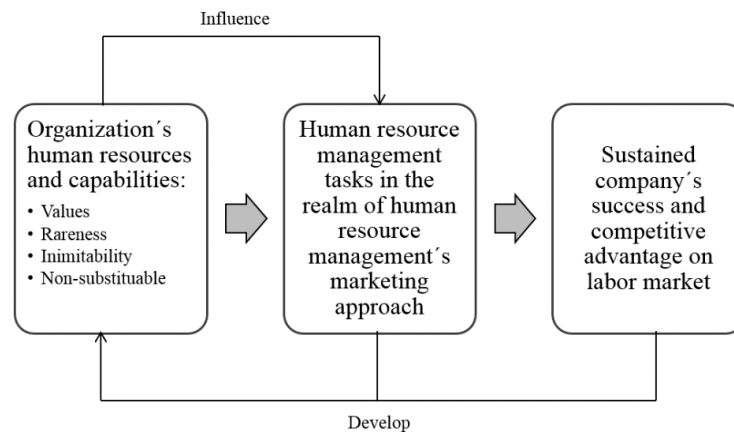 Influence
Organization´s
human resources
and capabilities:
• Values
• Rareness
• Inimitability
• Non-substituable
Human resource
management
tasks in the
realm of human
resource
management´s
marketing
approach
Sustained
company´s
success and
competitive
advantage on
labor market
Develop